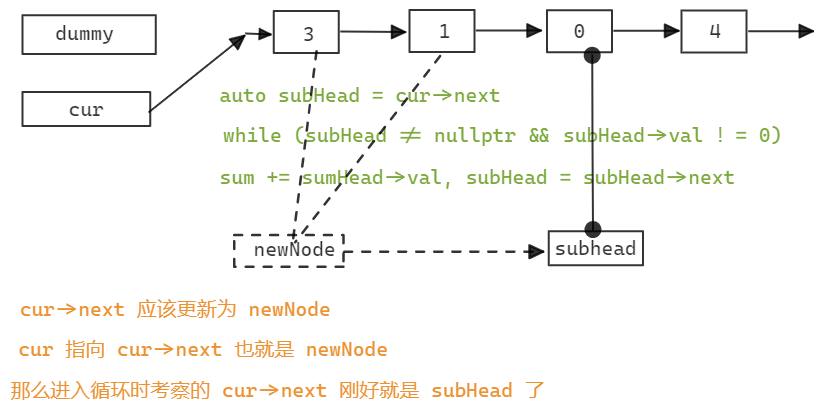 dummy
3 1 0 4
cur
auto subHead = cur->next
while (subHead ≠ nullptr && subHead->val ! = 0)
sum += sumHead->val, subHead = subHead->next
newNode subhead
cur->next 应该更新为 newNode
cur 指向 cur->next 也就是 newNode
那么进入循环时考察的 cur->next 刚好就是 subHead 了